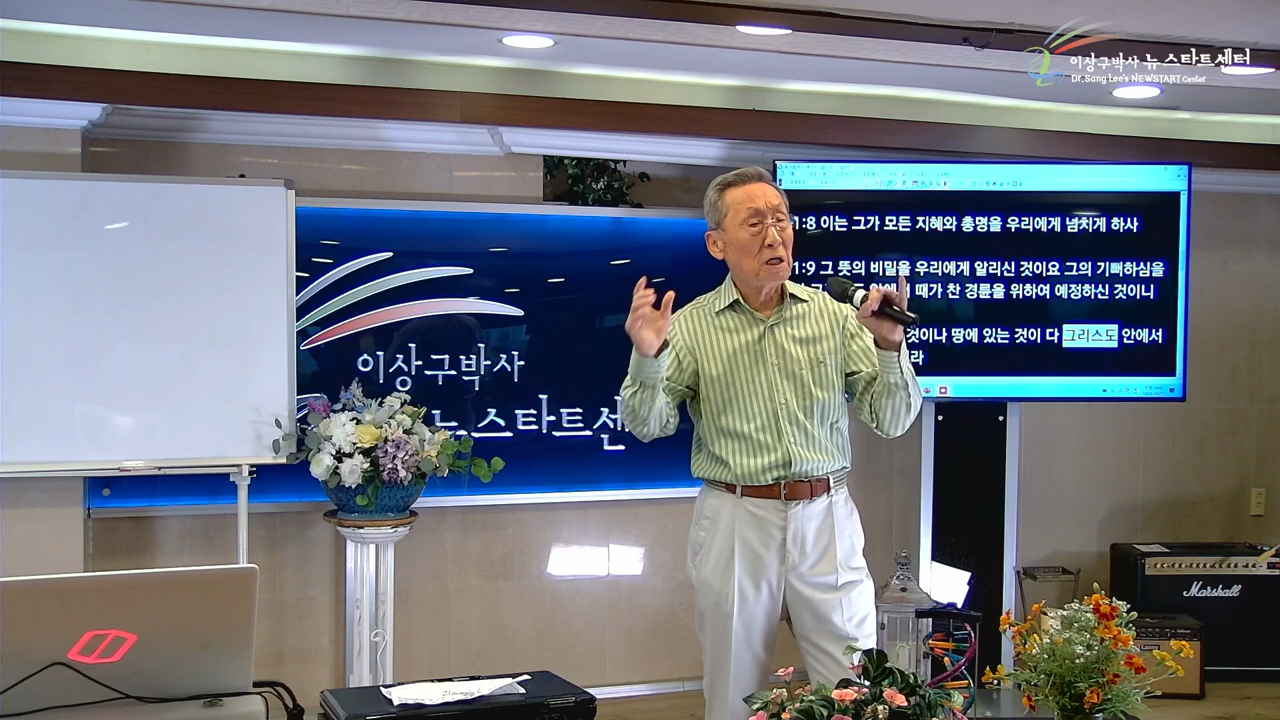 이상구박사 뉴스타트센터
Dr.Sang Lee's NEWSTART Center
1:8 이는 그가 모든 지혜와 총명을 우리에게 넘치게 하사
1:9 그 뜻의 비밀을 우리에게 알리신 것이요 그의 기뻐하심을
때가 찬 경륜을 위하여 예정하신 것이니
것이나 땅에 있는 것이 다 그리스도 안에서
라
이상구박사
뉴스타트센
Marshall
Laney